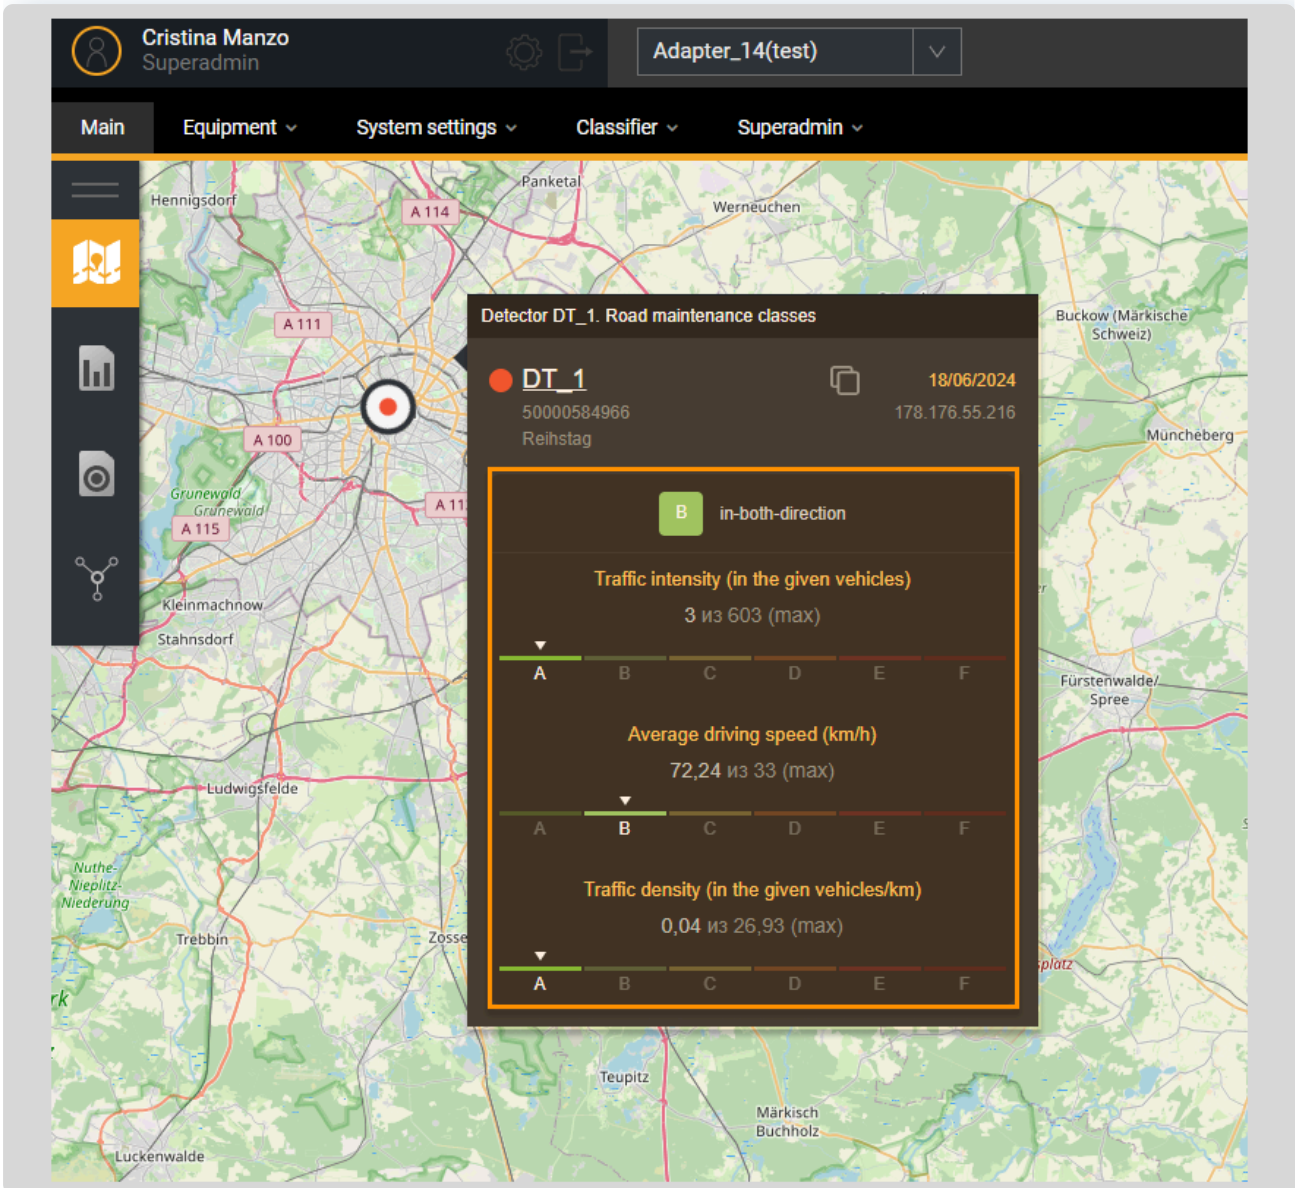 Cristina Manzo
Superadmin
Adapter_14(test)
Main Equipment System settings Classifier Superadmin
Panketal
Hennigsdorf
Werneuchen
A 114
A 111
Buckow (Märkische
Schweiz)
Detector DT_1. Road maintenance classes
DT_1
18/06/2024
50000584966
178.176.55.216
Reihstag
A 100
Müncheberg
Grunewald
Grunewald
A 115
A 11
B in-both-direction
Traffic intensity (in the given vehicles)
3 из 603 (max)
A B C D E F
Kleinmachnow
Stahnsdorf
Fürstenwalde/
Spree
Average driving speed (km/h)
72,24 из 33 (max)
A B C D E F
Ludwigsfelde
Nuthe-
Nieplitz-
Niederung
Traffic density (in the given vehicles/km)
0,04 из 26,93 (max)
A B C D E F
Trebbin
Zosse
splatz
rk
Teupitz
Märkisch
Buchholz
Luckenwalde